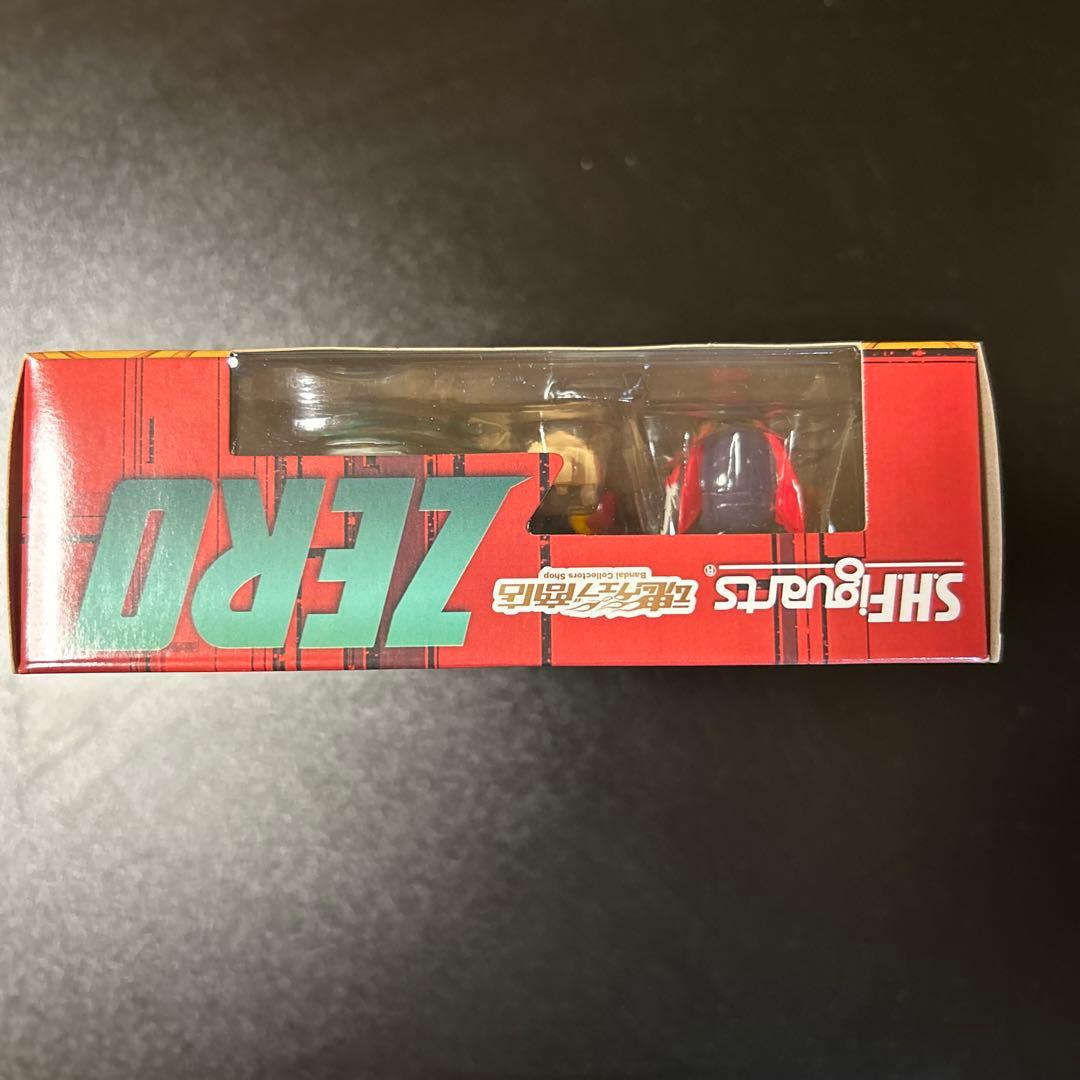 S.H.Figuarts®
魂ウェブ商店
Bandai Collectors Shop
ZERO